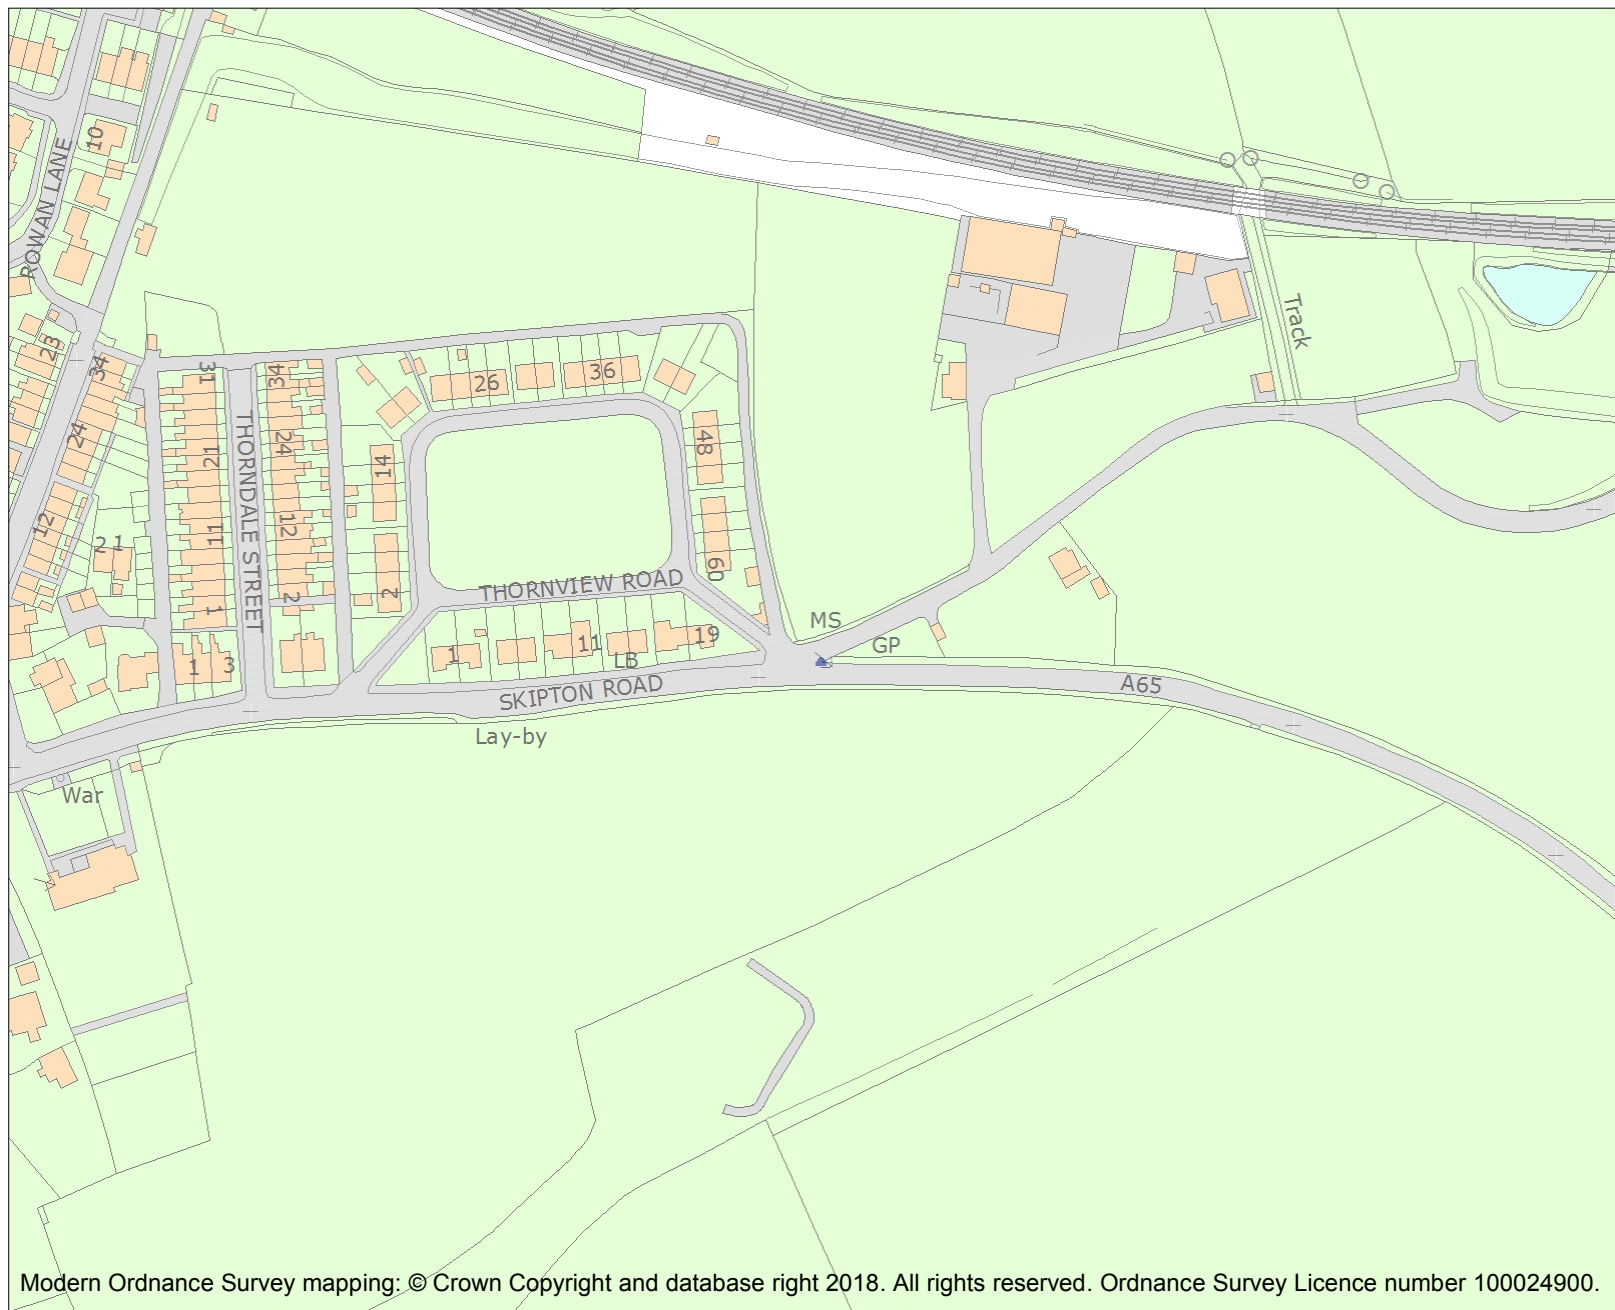 10
ROWAN LANE
23
34
24
12
2 1
31
21
11
1
THORNDALE STREET
34
24
12
2
1
3
14
2
26
36
48
60
THORNVIEW ROAD
1
11
19
LB
SKIPTON ROAD
Lay-by
MS
GP
A65
Track
War
Modern Ordnance Survey mapping: © Crown Copyright and database right 2018. All rights reserved. Ordnance Survey Licence number 100024900.